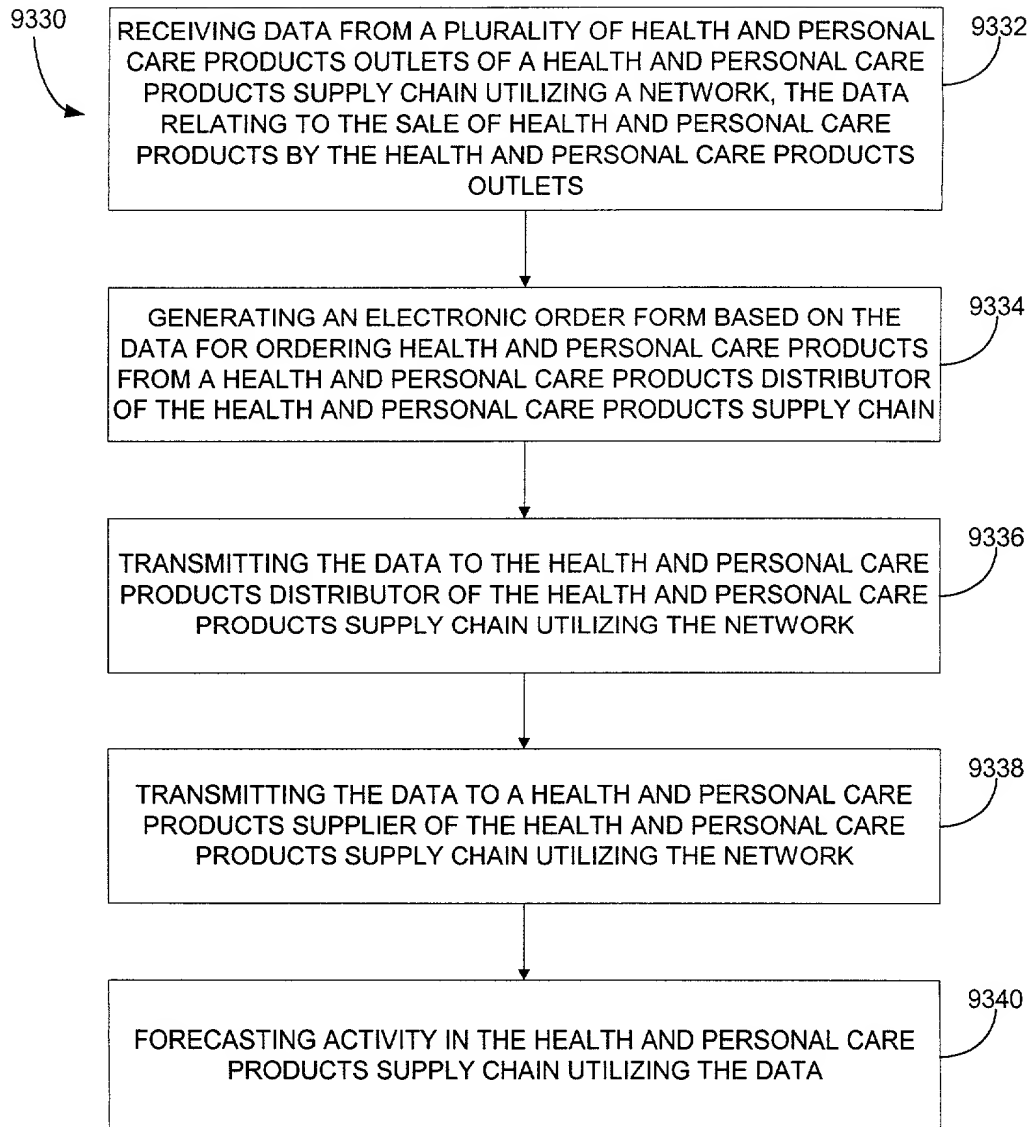 9330
RECEIVING DATA FROM A PLURALITY OF HEALTH AND PERSONAL
CARE PRODUCTS OUTLETS OF A HEALTH AND PERSONAL CARE
PRODUCTS SUPPLY CHAIN UTILIZING A NETWORK, THE DATA
RELATING TO THE SALE OF HEALTH AND PERSONAL CARE
PRODUCTS BY THE HEALTH AND PERSONAL CARE PRODUCTS
OUTLETS
9332
GENERATING AN ELECTRONIC ORDER FORM BASED ON THE
DATA FOR ORDERING HEALTH AND PERSONAL CARE PRODUCTS
FROM A HEALTH AND PERSONAL CARE PRODUCTS DISTRIBUTOR
OF THE HEALTH AND PERSONAL CARE PRODUCTS SUPPLY CHAIN
9334
TRANSMITTING THE DATA TO THE HEALTH AND PERSONAL CARE
PRODUCTS DISTRIBUTOR OF THE HEALTH AND PERSONAL CARE
PRODUCTS SUPPLY CHAIN UTILIZING THE NETWORK
9336
TRANSMITTING THE DATA TO A HEALTH AND PERSONAL CARE
PRODUCTS SUPPLIER OF THE HEALTH AND PERSONAL CARE
PRODUCTS SUPPLY CHAIN UTILIZING THE NETWORK
9338
FORECASTING ACTIVITY IN THE HEALTH AND PERSONAL CARE
PRODUCTS SUPPLY CHAIN UTILIZING THE DATA
9340